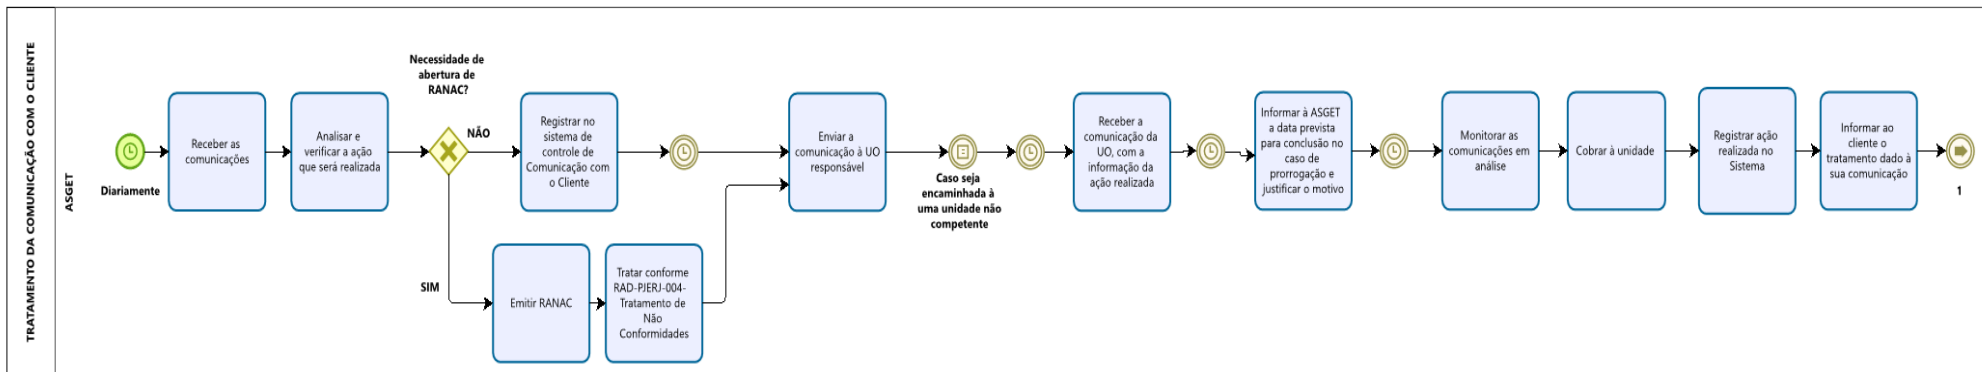 TRATAMENTO DA COMUNICAÇÃO COM O CLIENTE
ASGET
Diariamente
Receber as
comunicações
Analisar e
verificar a ação
que será realizada
Necessidade de
abertura de
RANAC?
NÃO
SIM
Registrar no
sistema de
controle de
Comunicação com
o Cliente
Emitir RANAC
Tratar conforme
RAD-PJERJ-004-
Tratamento de
Não
Conformidades
Enviar a
comunicação à UO
responsável
Caso seja
encaminhada à
uma unidade não
competente
Receber a
comunicação da
UO, com a
informação da
ação realizada
Informar à ASGET
a data prevista
para conclusão no
caso de
prorrogação e
justificar o motivo
Monitorar as
comunicações em
análise
Cobrar à unidade
Registrar ação
realizada no
Sistema
Informar ao
cliente o
tratamento dado à
sua comunicação
1